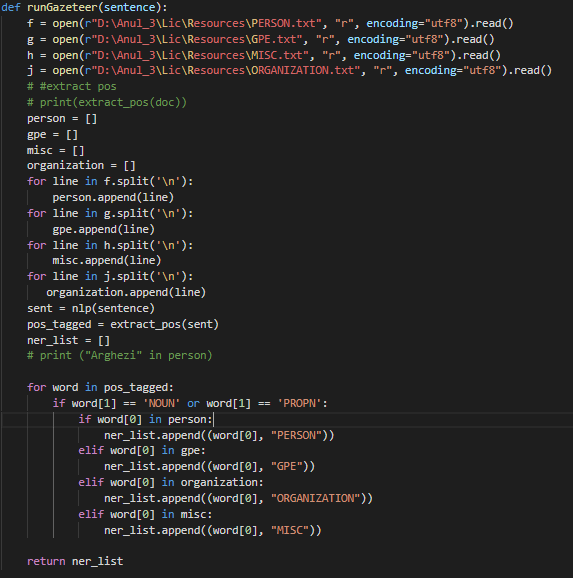 def runGazeteer(sentence):
    f = open(r"D:\Anul_3\Lic\Resources\PERSON.txt", "r", encoding="utf8").read()
    g = open(r"D:\Anul_3\Lic\Resources\GPE.txt", "r", encoding="utf8").read()
    h = open(r"D:\Anul_3\Lic\Resources\MISC.txt", "r", encoding="utf8").read()
    j = open(r"D:\Anul_3\Lic\Resources\ORGANIZATION.txt", "r", encoding="utf8").read()
    # #extract pos
    # print(extract_pos(doc))
    person = []
    gpe = []
    misc = []
    organization = []
    for line in f.split('\n'):
        person.append(line)
    for line in g.split('\n'):
        gpe.append(line)
    for line in h.split('\n'):
        misc.append(line)
    for line in j.split('\n'):
       organization.append(line)
    sent = nlp(sentence)
    pos_tagged = extract_pos(sent)
    ner_list = []
    # print ("Arghezi" in person)

    for word in pos_tagged:
        if word[1] == 'NOUN' or word[1] == 'PROPN':
            if word[0] in person:
                ner_list.append((word[0], "PERSON"))
            elif word[0] in gpe:
                ner_list.append((word[0], "GPE"))
            elif word[0] in organization:
                ner_list.append((word[0], "ORGANIZATION"))
            elif word[0] in misc:
                ner_list.append((word[0], "MISC"))

    return ner_list